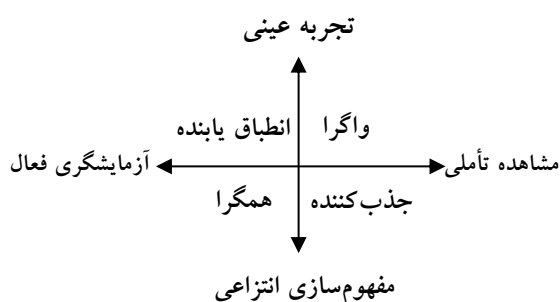 تجربه عینی
واگرا
انطباق یابنده
مشاهده تأملی
آزمایشگری فعال
جذب‌کننده
همگرا
مفهوم‌سازی انتزاعی